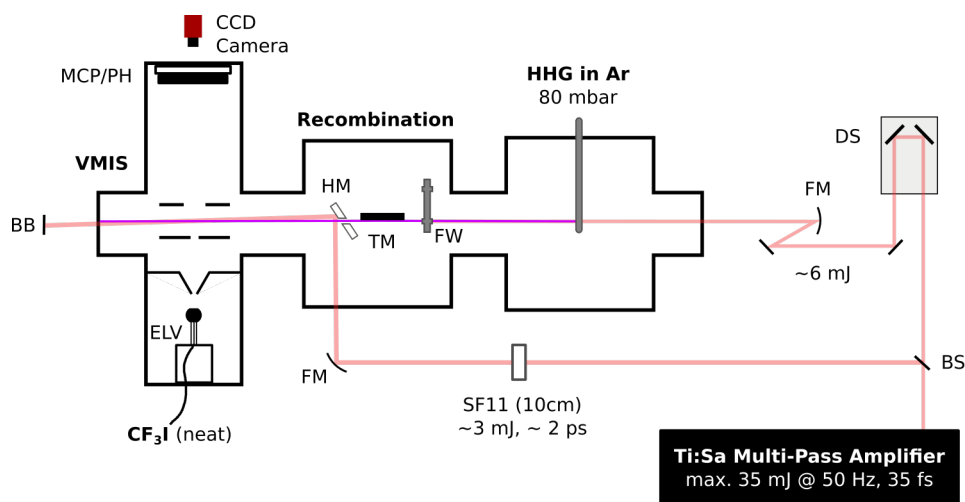 CCD
Camera
MCP/PH
HHG in Ar
80 mbar
Recombination
DS
VMIS
HM
FM
BB
TM
FW
~6 mJ
ELV
FM
BS
SF11 (10cm)
~3 mJ, ~ 2 ps
CF₃I (neat)
Ti:Sa Multi-Pass Amplifier
max. 35 mJ @ 50 Hz, 35 fs